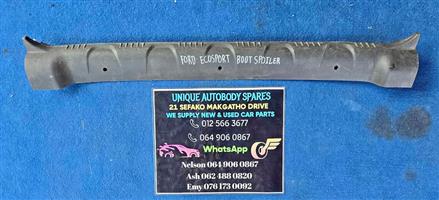 FORD ECOSPORT BOOT SPOILER
UNIQUE AUTOBODY SPARES
21 SEFAKO MAKGATHO DRIVE
WE SUPPLY NEW & USED CAR PARTS
012 566 3677
064 906 0867
WhatsApp
Nelson 064 906 0867
Ash 062 488 0820
Emy 076 173 0092